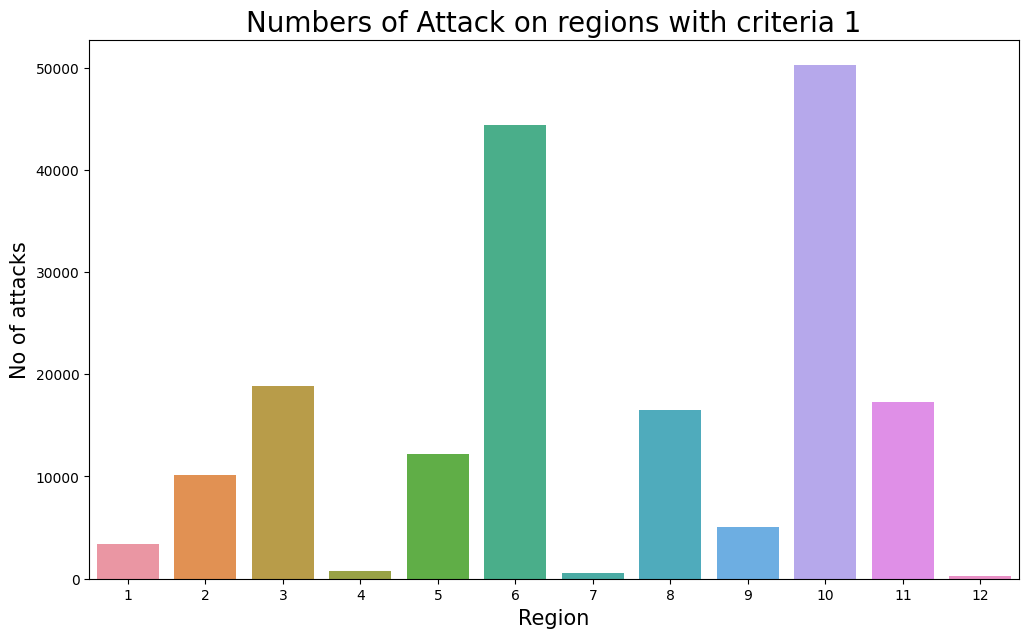 Numbers of Attack on regions with criteria 1
No of attacks
50000
40000
30000
20000
10000
0
1 2 3 4 5 6 7 8 9 10 11 12
Region